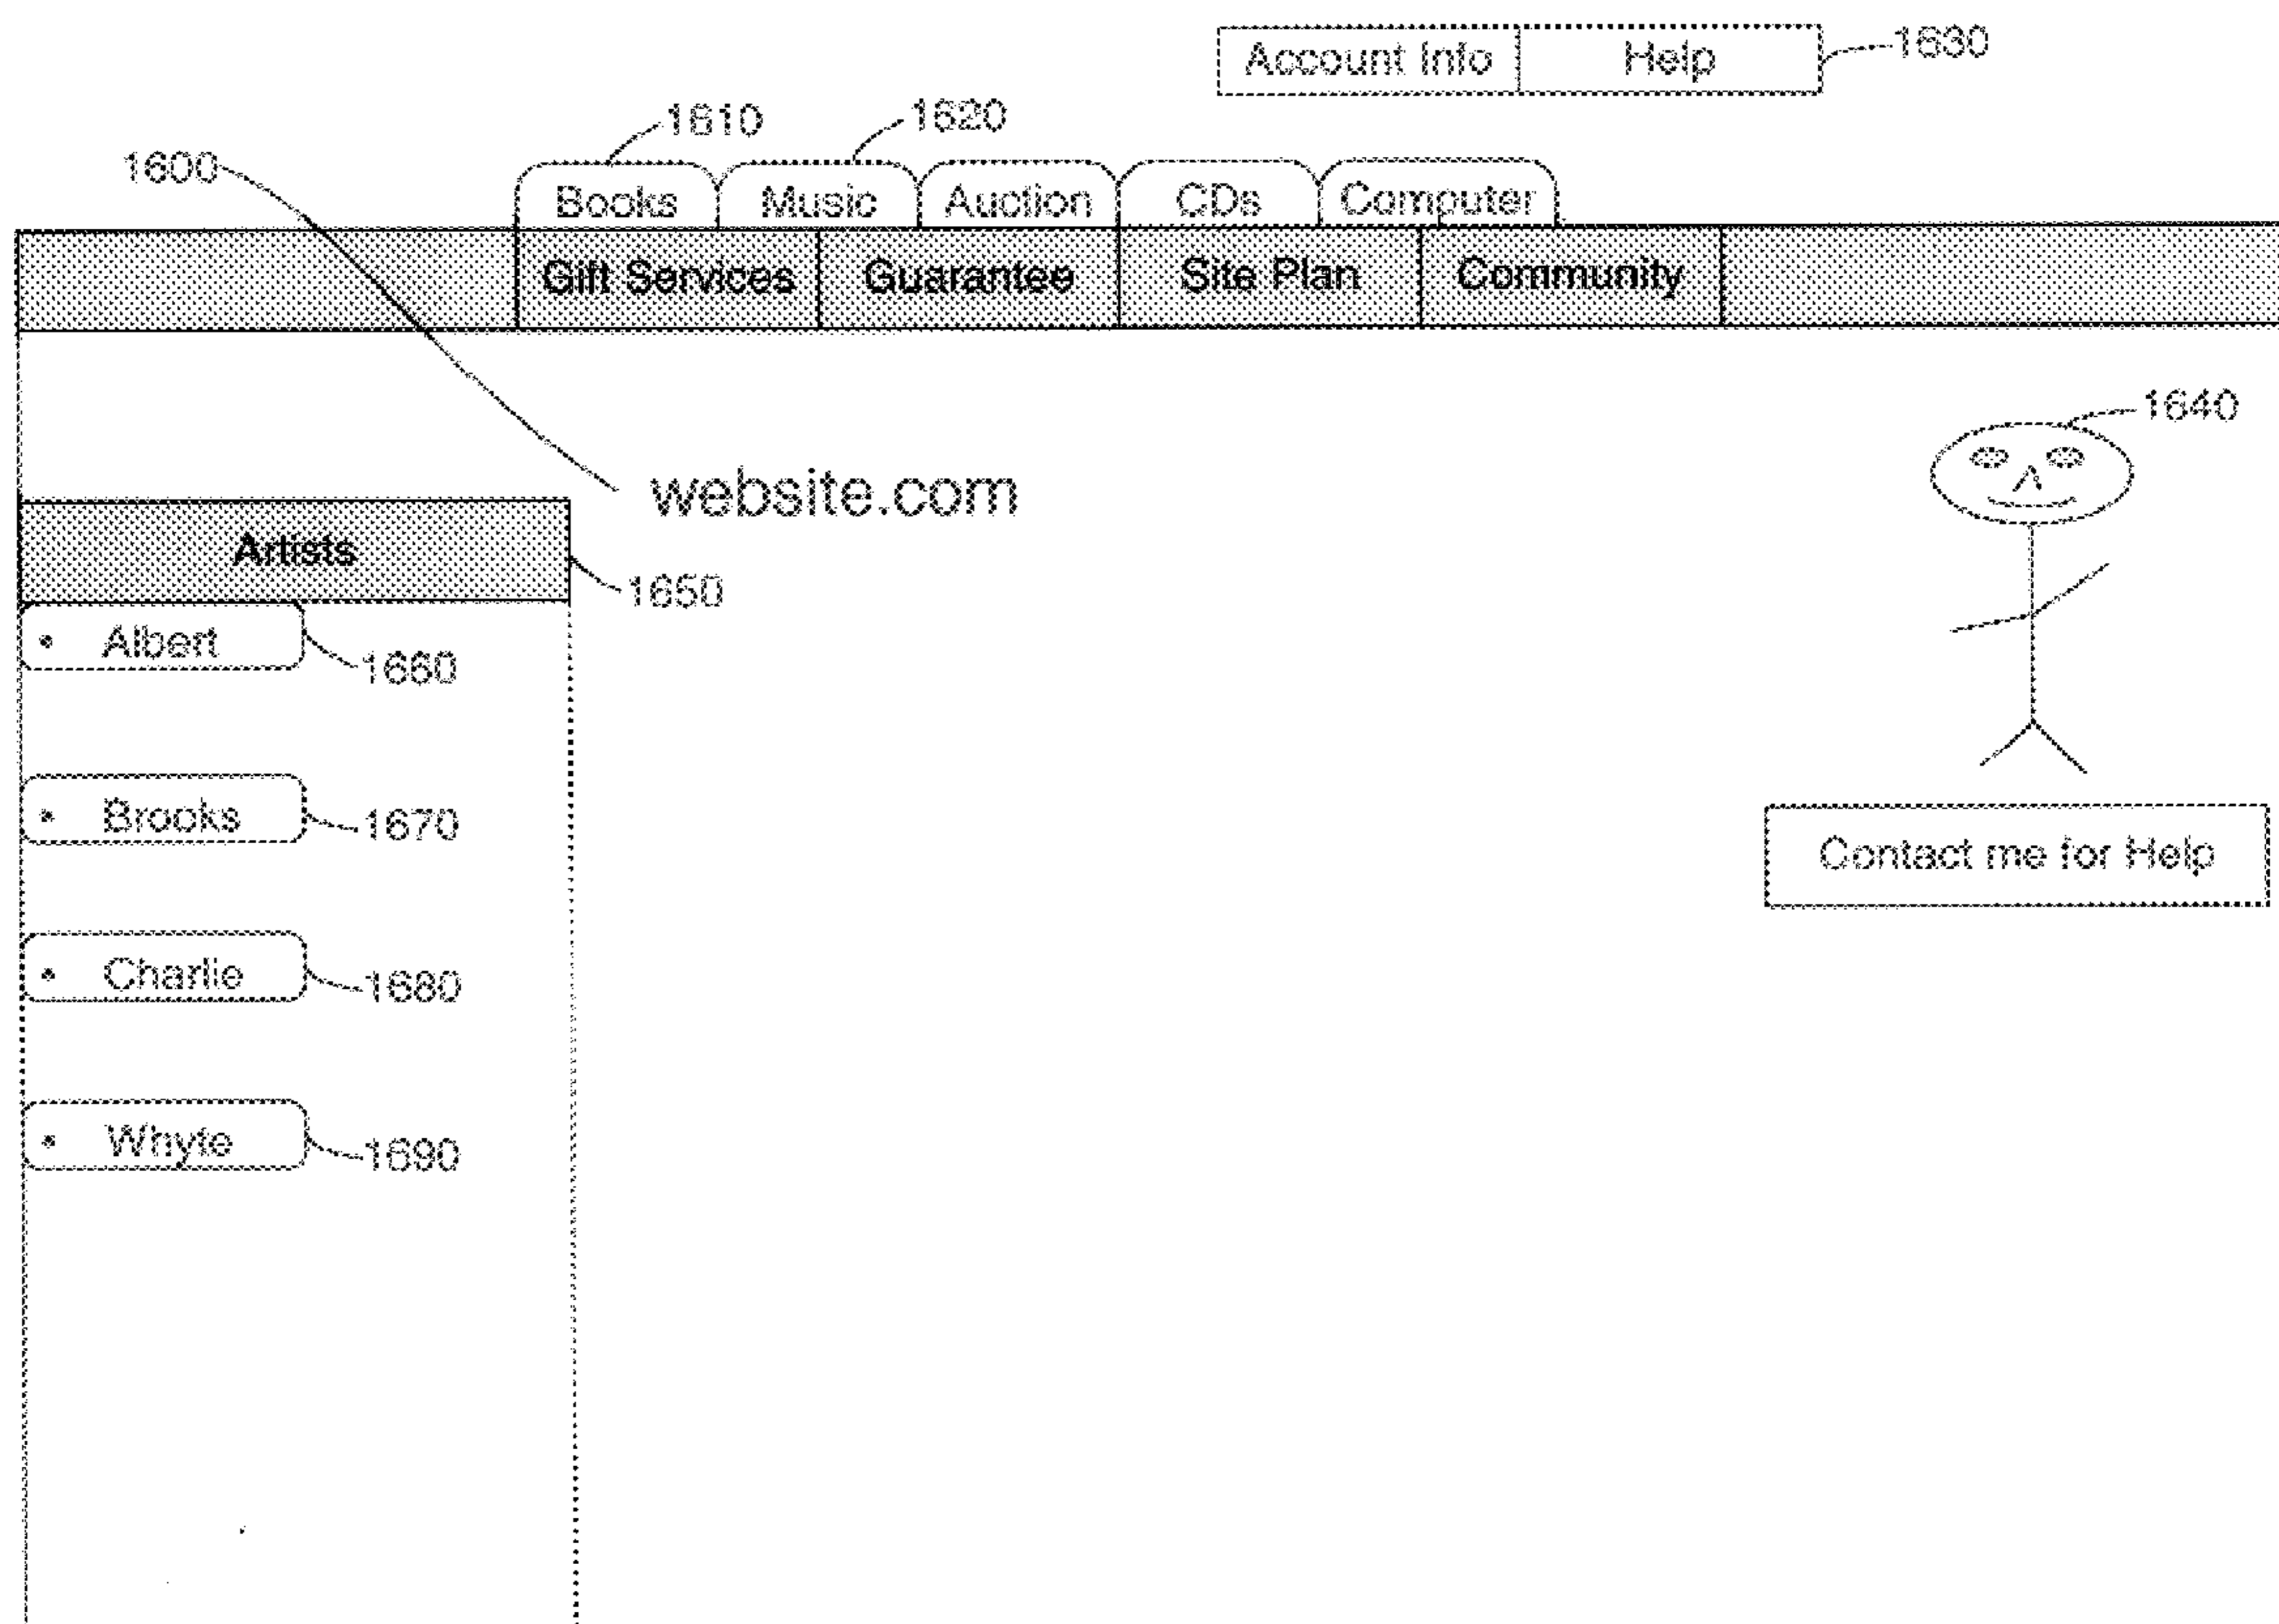 Account Info Help 1630
1610 1620
1600
Books Music Auction CDs Computer
Gift Services Guarantee Site Plan Community
1640
website.com
Artists
1650
• Albert
1660
• Brooks 1670
Contact me for Help
• Charlie 1680
• Whyte 1690